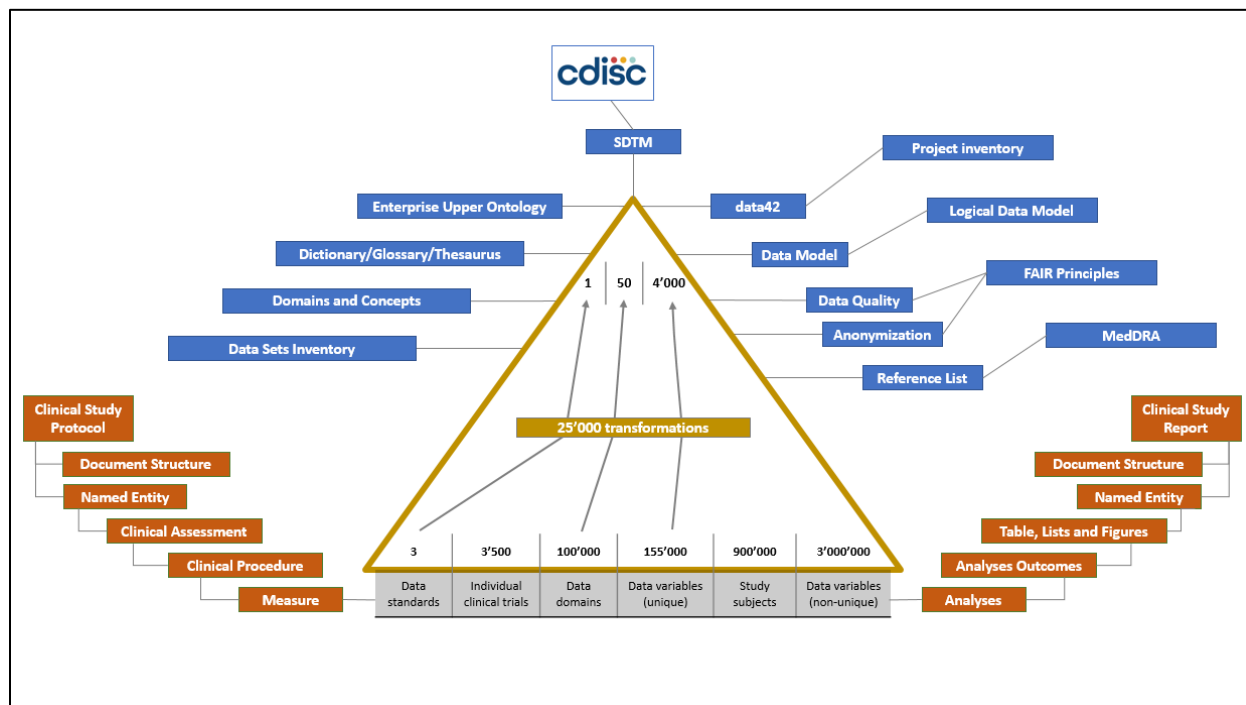 cdisc
SDTM
Project inventory
Enterprise Upper Ontology
data42
Logical Data Model
Dictionary/Glossary/Thesaurus
Data Model
FAIR Principles
1
50
4’000
Domains and Concepts
Data Quality
Anonymization
MedDRA
Data Sets Inventory
Reference List
Clinical Study
Protocol
Clinical Study
Report
25’000 transformations
Document Structure
Document Structure
Named Entity
Named Entity
Clinical Assessment
Table, Lists and Figures
3
3’500
100’000
155’000
900’000
3’000’000
Clinical Procedure
Analyses Outcomes
Measure
Data
standards
Individual
clinical trials
Data
domains
Data variables
(unique)
Study
subjects
Data variables
(non-unique)
Analyses